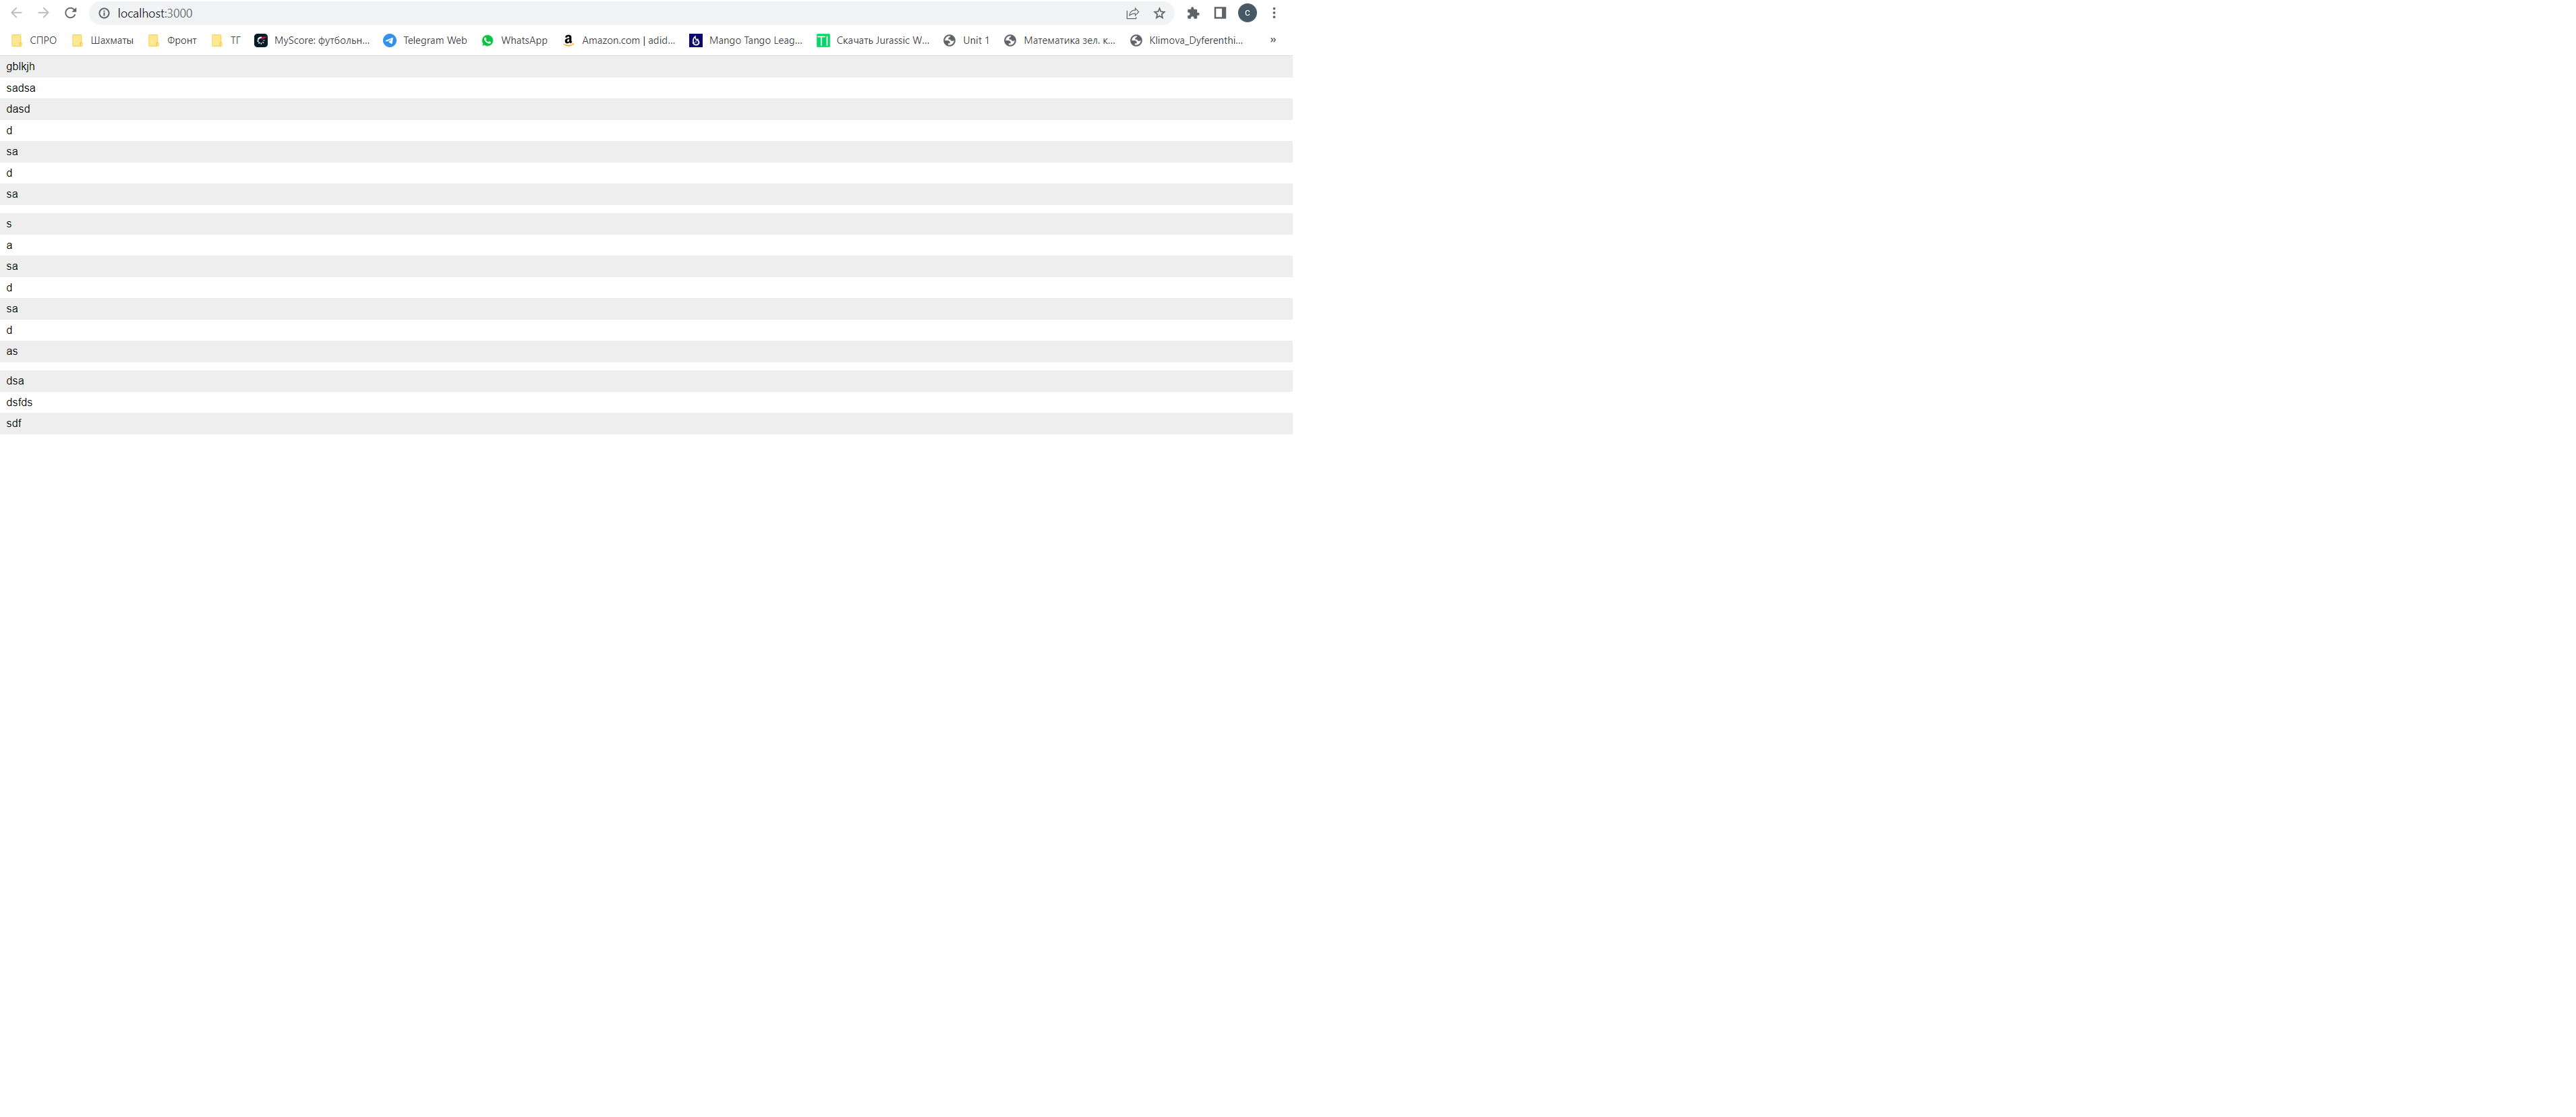 localhost:3000
СПРО Шахматы Фронт ТГ MyScore: футбольн... Telegram Web WhatsApp Amazon.com | adid... Mango Tango Leag... Скачать Jurassic W... Unit 1 Математика зел. к... Klimova_Dyferenthi... »
gblkjh
sadsa
dasd
d
sa
d
sa
s
a
sa
d
sa
d
as
dsa
dsfds
sdf